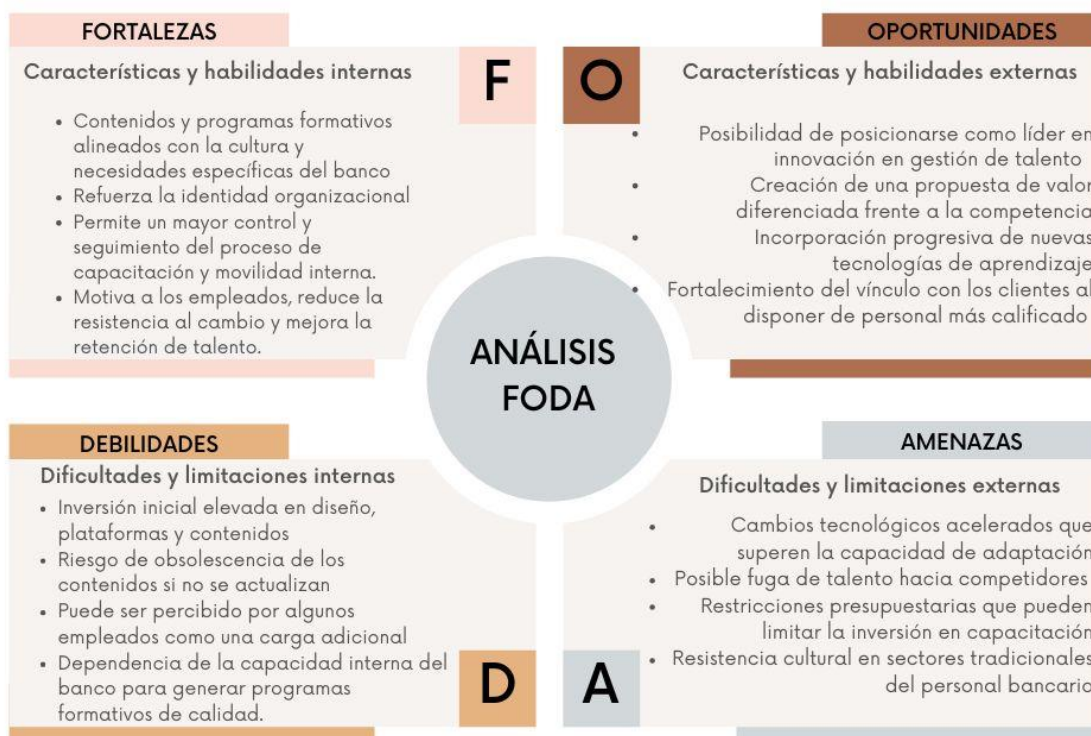 FORTALEZAS
F
Características y habilidades internas
• Contenidos y programas formativos
alineados con la cultura y
necesidades específicas del banco
• Refuerza la identidad organizacional
• Permite un mayor control y
seguimiento del proceso de
capacitación y movilidad interna.
• Motiva a los empleados, reduce la
resistencia al cambio y mejora la
retención de talento.
OPORTUNIDADES
O
Características y habilidades externas
• Posibilidad de posicionarse como líder en
innovación en gestión de talento
• Creación de una propuesta de valor
diferenciada frente a la competencia
• Incorporación progresiva de nuevas
tecnologías de aprendizaje
• Fortalecimiento del vínculo con los clientes al
disponer de personal más calificado
ANÁLISIS
FODA
DEBILIDADES
Dificultades y limitaciones internas
• Inversión inicial elevada en diseño,
plataformas y contenidos
• Riesgo de obsolescencia de los
contenidos si no se actualizan
• Puede ser percibido por algunos
empleados como una carga adicional
• Dependencia de la capacidad interna del
banco para generar programas
formativos de calidad.
D
AMENAZAS
Dificultades y limitaciones externas
• Cambios tecnológicos acelerados que
superen la capacidad de adaptación
• Posible fuga de talento hacia competidores
• Restricciones presupuestarias que pueden
limitar la inversión en capacitación
• Resistencia cultural en sectores tradicionales
del personal bancario
A